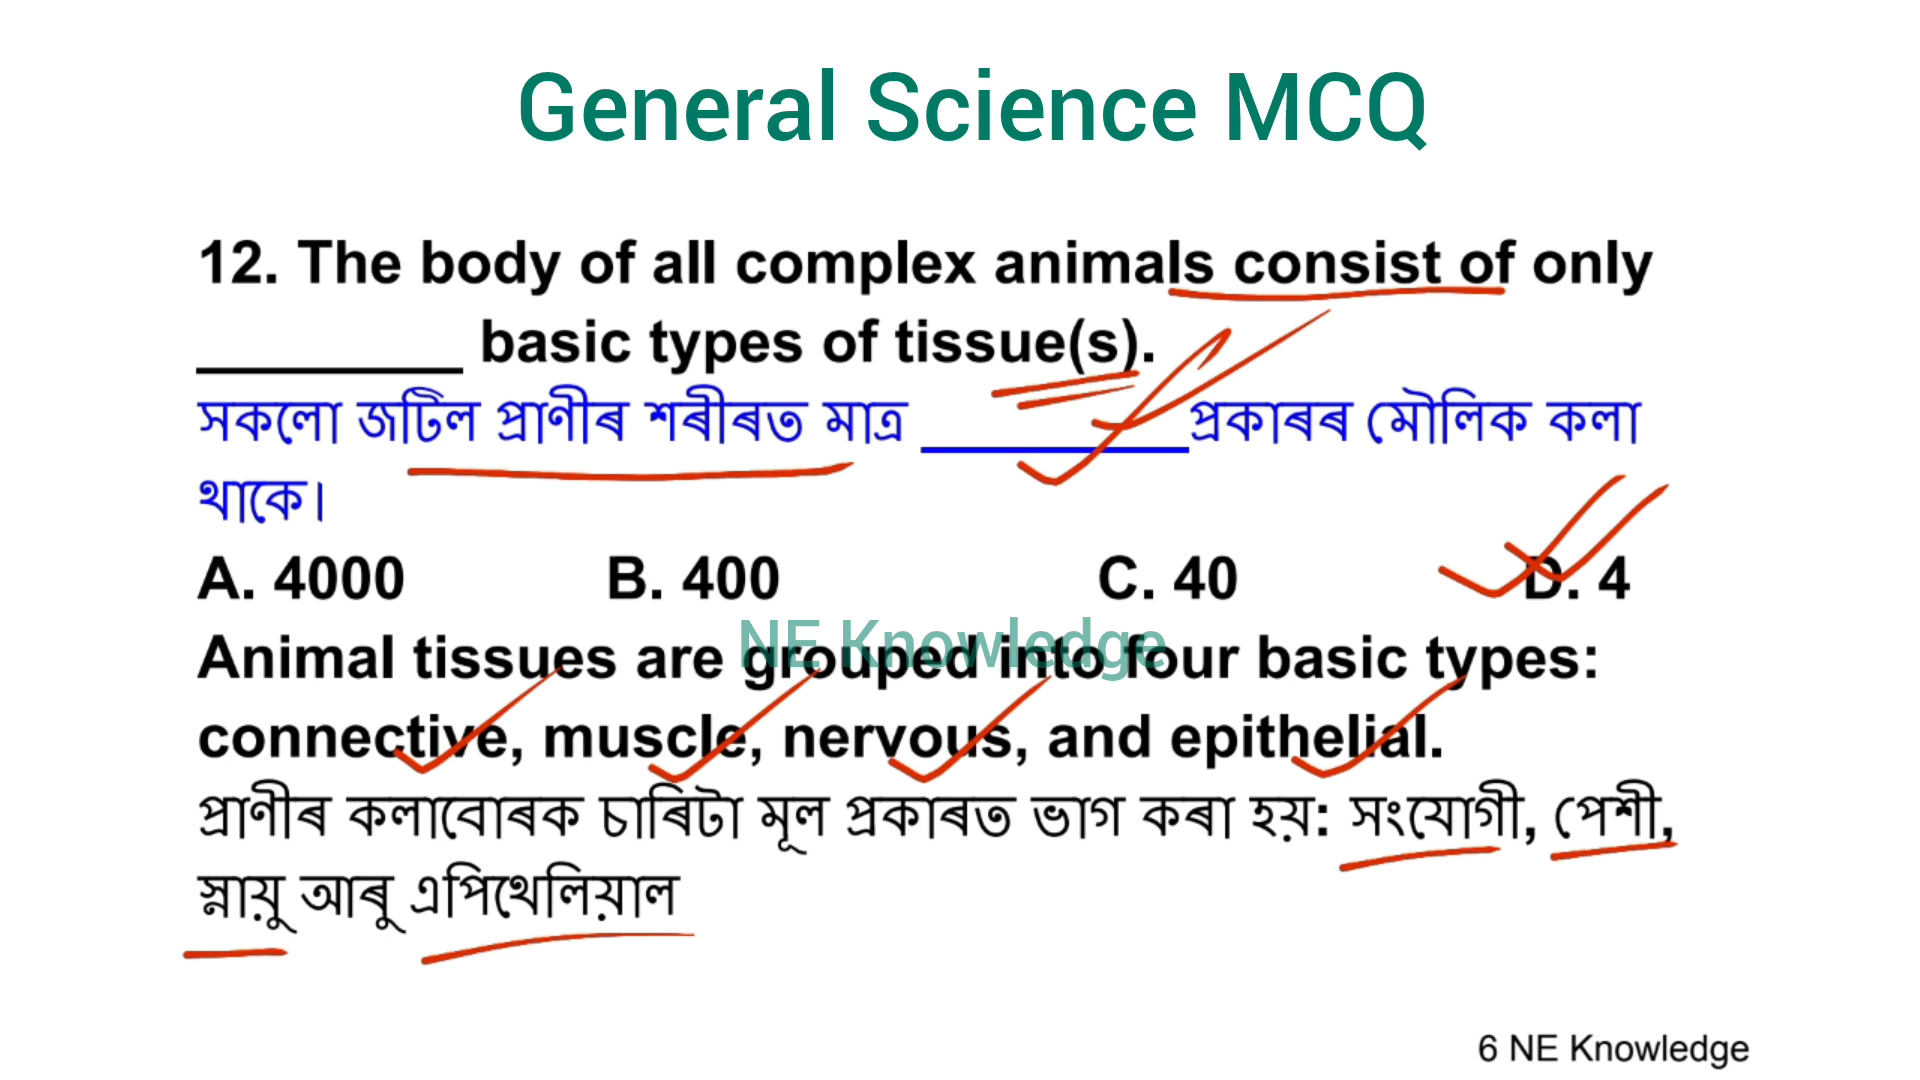 General Science MCQ
12. The body of all complex animals consist of only
________ basic types of tissue(s).
সকলো জটিল প্ৰাণীৰ শৰীৰত মাত্ৰ ________প্ৰকাৰৰ মৌলিক কলা
থাকে।
A. 4000 B. 400 C. 40 D. 4
NE Knowledge
Animal tissues are grouped into four basic types:
connective, muscle, nervous, and epithelial.
প্ৰাণীৰ কলাবোৰক চাৰিটা মূল প্ৰকাৰত ভাগ কৰা হয়: সংযোগী, পেশী,
স্নায়ু আৰু এপিথেলিয়াল
6 NE Knowledge